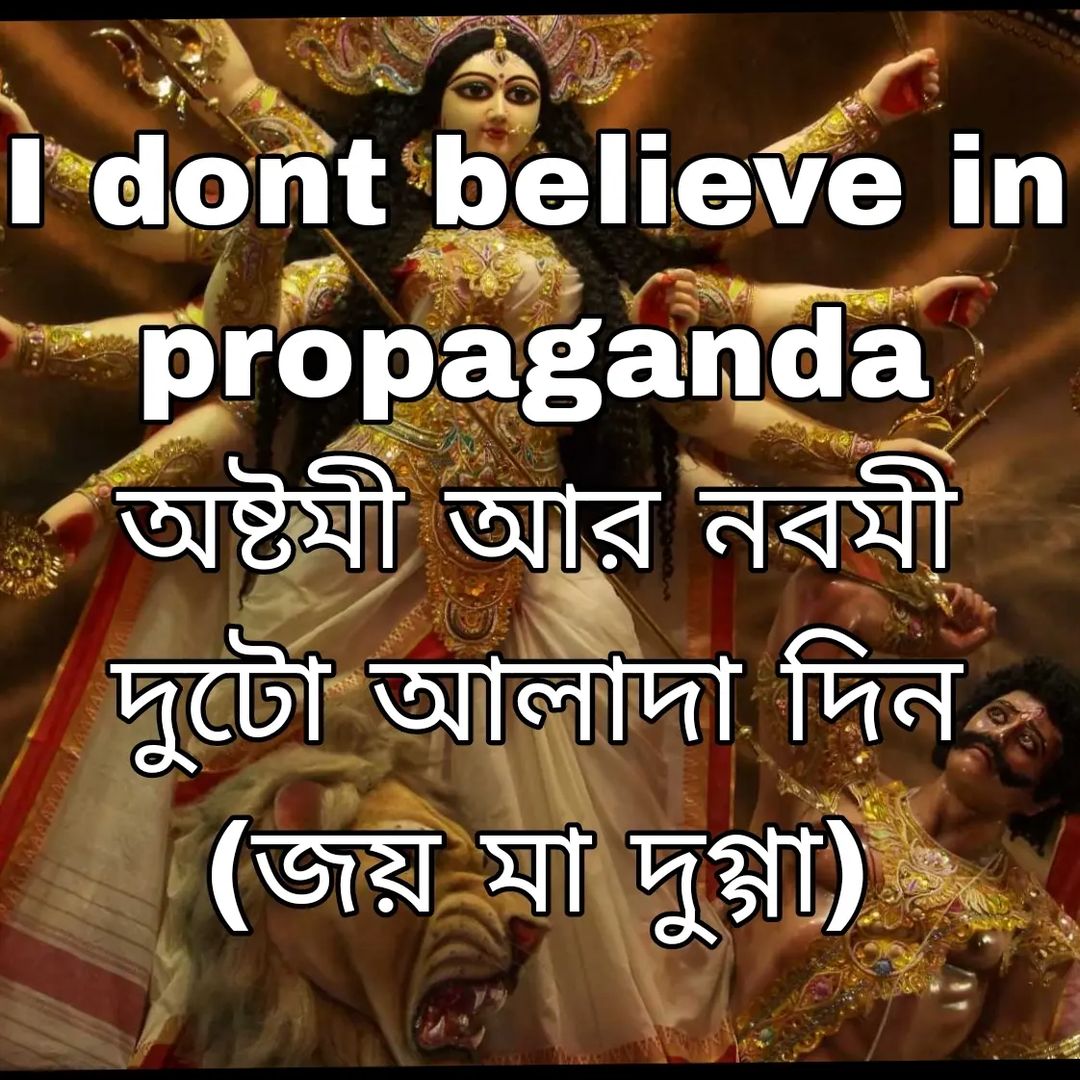 I dont believe in
propaganda
অষ্টমী আর নবমী
দুটো আলাদা দিন
(জয় মা দুগ্গা)